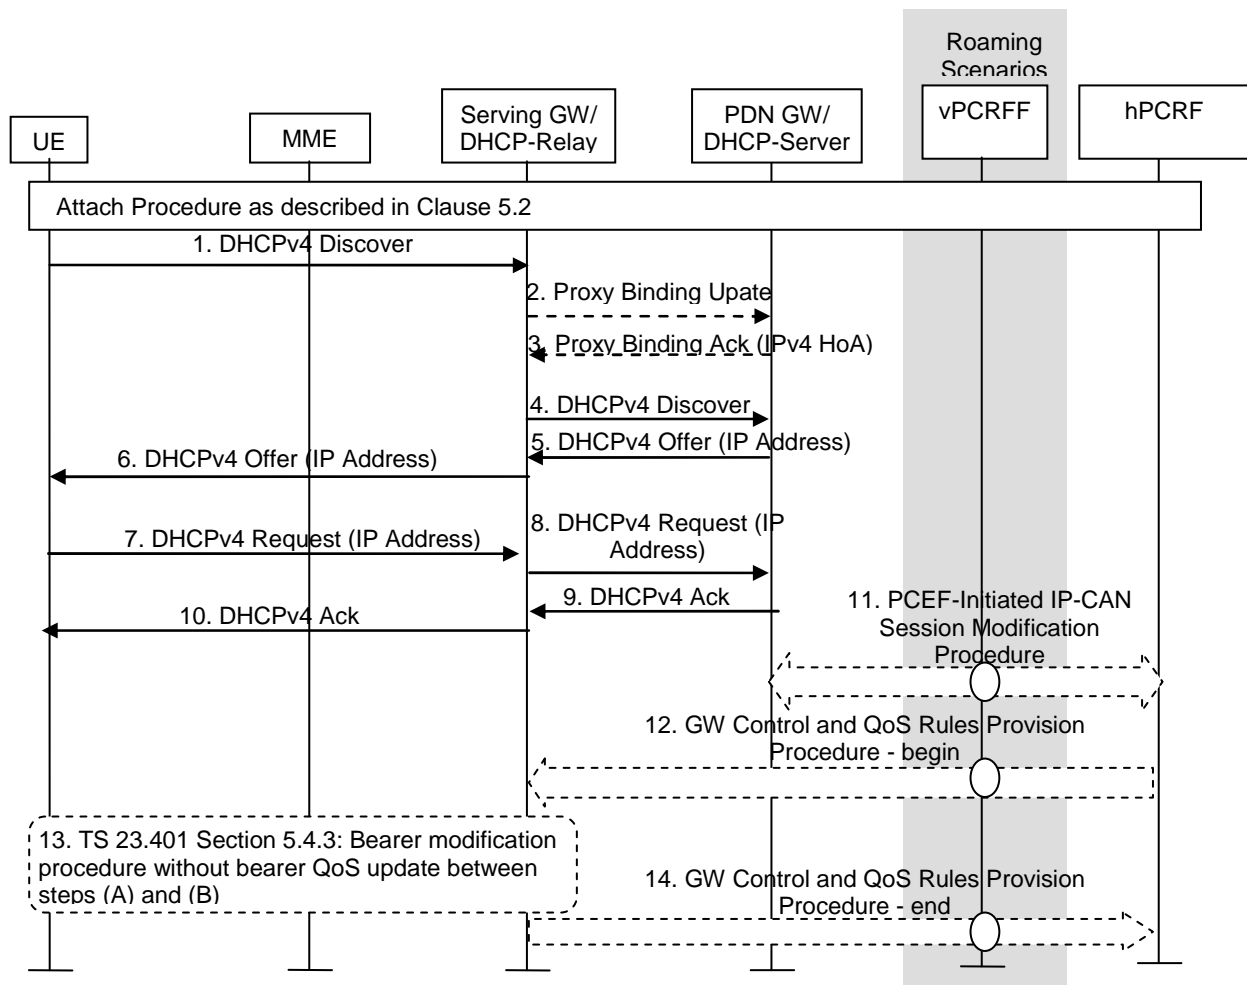 Roaming
Scenarios
UE
MME
Serving GW/
DHCP-Relay
PDN GW/
DHCP-Server
vPCRFF
hPCRF
Attach Procedure as described in Clause 5.2
1. DHCPv4 Discover
2. Proxy Binding Upate
3. Proxy Binding Ack (IPv4 HoA)
4. DHCPv4 Discover
5. DHCPv4 Offer (IP Address)
6. DHCPv4 Offer (IP Address)
7. DHCPv4 Request (IP Address)
8. DHCPv4 Request (IP
Address)
9. DHCPv4 Ack
10. DHCPv4 Ack
11. PCEF-Initiated IP-CAN
Session Modification
Procedure
12. GW Control and QoS Rules Provision
Procedure - begin
13. TS 23.401 Section 5.4.3: Bearer modification
procedure without bearer QoS update between
steps (A) and (B)
14. GW Control and QoS Rules Provision
Procedure - end